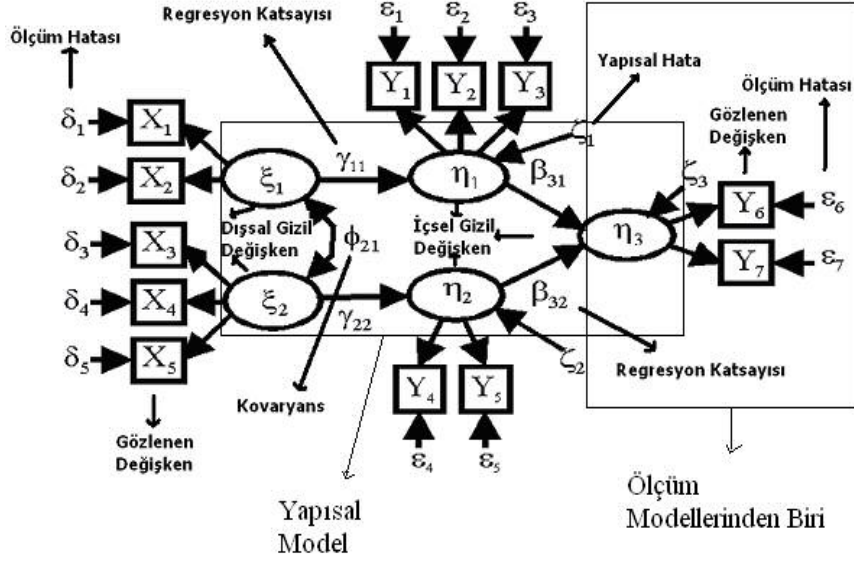 Regresyon Katsayısı
ε1
ε2
ε3
Ölçüm Hatası
Yapısal Hata
Y1
Y2
Y3
Ölçüm Hatası
δ1
X1
ζ1
Gözlenen
Değişken
δ2
X2
ξ1
γ11
η1
β31
ζ3
Y6
ε6
δ3
X3
Dışsal Gizil
Değişken
ϕ21
İçsel Gizil
Değişken
η3
Y7
ε7
δ4
X4
ξ2
γ22
η2
β32
δ5
X5
ζ2
Regresyon Katsayısı
Y4
Y5
Kovaryans
Gözlenen
Değişken
ε4
ε5
Yapısal
Model
Ölçüm
Modellerinden Biri